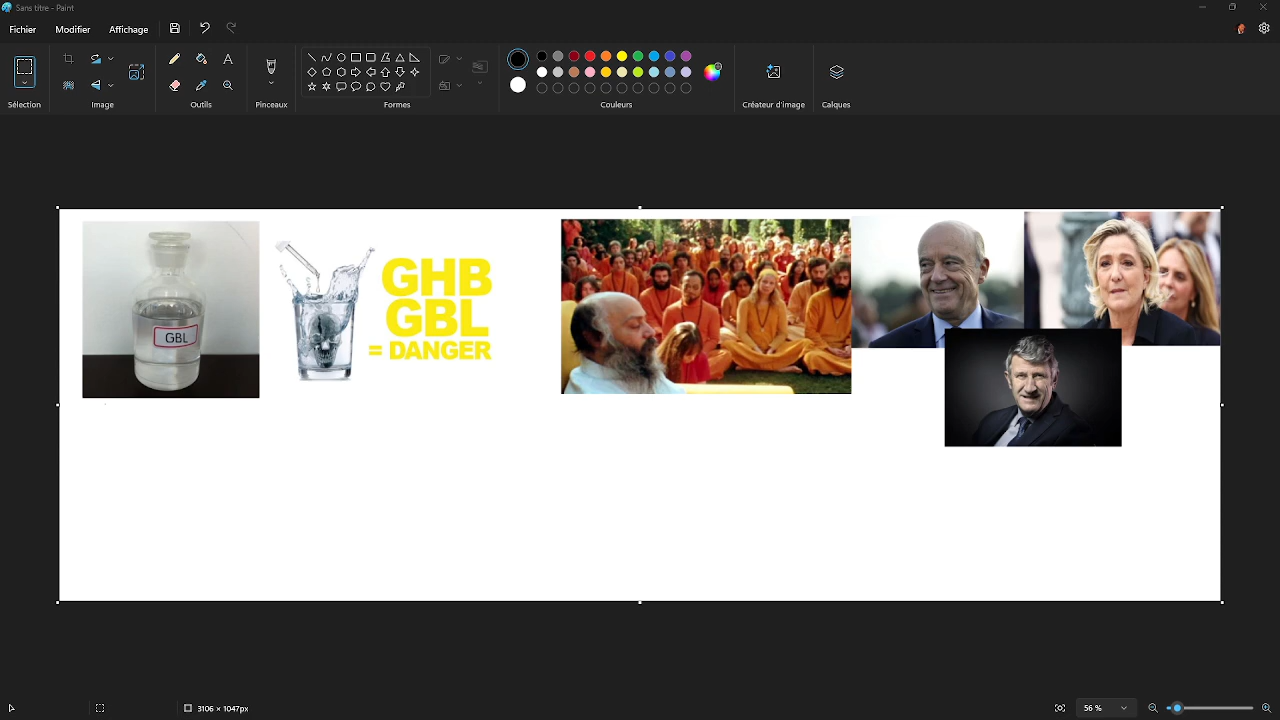 Sans titre - Paint
Fichier Modifier Affichage
Sélection Image Outils Pinceaux Formes Couleurs Créateur d'image Calques
GBL
GHB
GBL
= DANGER
3106 × 1047px 56 %